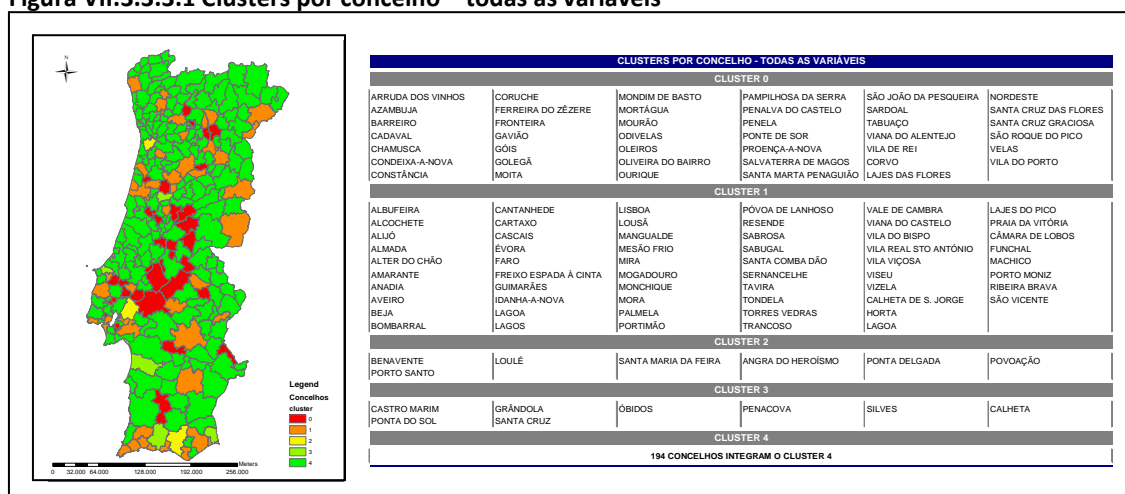 Figura VII.5.5.5.1 Clusters por concelho – todas as variáveis
N
Legend
Concelhos
cluster
0
1
2
3
4
Meters
0 32.000 64.000 128.000 192.000 256.000
CLUSTERS POR CONCELHO - TODAS AS VARIÁVEIS
CLUSTER 0
ARRUDA DOS VINHOS CORUCHE MONDIM DE BASTO PAMPILHOSA DA SERRA SÃO JOÃO DA PESQUEIRA NORDESTE
AZAMBUJA FERREIRA DO ZÊZERE MORTÁGUA PENALVA DO CASTELO SARDOAL SANTA CRUZ DAS FLORES
BARREIRO FRONTEIRA MOURÃO PENELA TABUAÇO SANTA CRUZ GRACIOSA
CADAVAL GAVIÃO ODIVELAS PONTE DE SOR VIANA DO ALENTEJO SÃO ROQUE DO PICO
CHAMUSCA GÓIS OLEIROS PROENÇA-A-NOVA VILA DE REI VELAS
CONDEIXA-A-NOVA GOLEGÃ OLIVEIRA DO BAIRRO SALVATERRA DE MAGOS CORVO VILA DO PORTO
CONSTÂNCIA MOITA OURIQUE SANTA MARTA PENAGUIÃO LAJES DAS FLORES
CLUSTER 1
ALBUFEIRA CANTANHEDE LISBOA PÓVOA DE LANHOSO VALE DE CAMBRA LAJES DO PICO
ALCOCHETE CARTAXO LOUSÃ RESENDE VIANA DO CASTELO PRAIA DA VITÓRIA
ALIJÓ CASCAIS MANGUALDE SABROSA VILA DO BISPO CÂMARA DE LOBOS
ALMADA ÉVORA MESÃO FRIO SABUGAL VILA REAL STO ANTÓNIO FUNCHAL
ALTER DO CHÃO FARO MIRA SANTA COMBA DÃO VILA VIÇOSA MACHICO
AMARANTE FREIXO ESPADA À CINTA MOGADOURO SERNANCELHE VISEU PORTO MONIZ
ANADIA GUIMARÃES MONCHIQUE TAVIRA VIZELA RIBEIRA BRAVA
AVEIRO IDANHA-A-NOVA MORA TONDELA CALHETA DE S. JORGE SÃO VICENTE
BEJA LAGOA PALMELA TORRES VEDRAS HORTA
BOMBARRAL LAGOS PORTIMÃO TRANCOSO LAGOA
CLUSTER 2
BENAVENTE LOULÉ SANTA MARIA DA FEIRA ANGRA DO HEROÍSMO PONTA DELGADA POVOAÇÃO
PORTO SANTO
CLUSTER 3
CASTRO MARIM GRÂNDOLA ÓBIDOS PENACOVA SILVES CALHETA
PONTA DO SOL SANTA CRUZ
CLUSTER 4
194 CONCELHOS INTEGRAM O CLUSTER 4